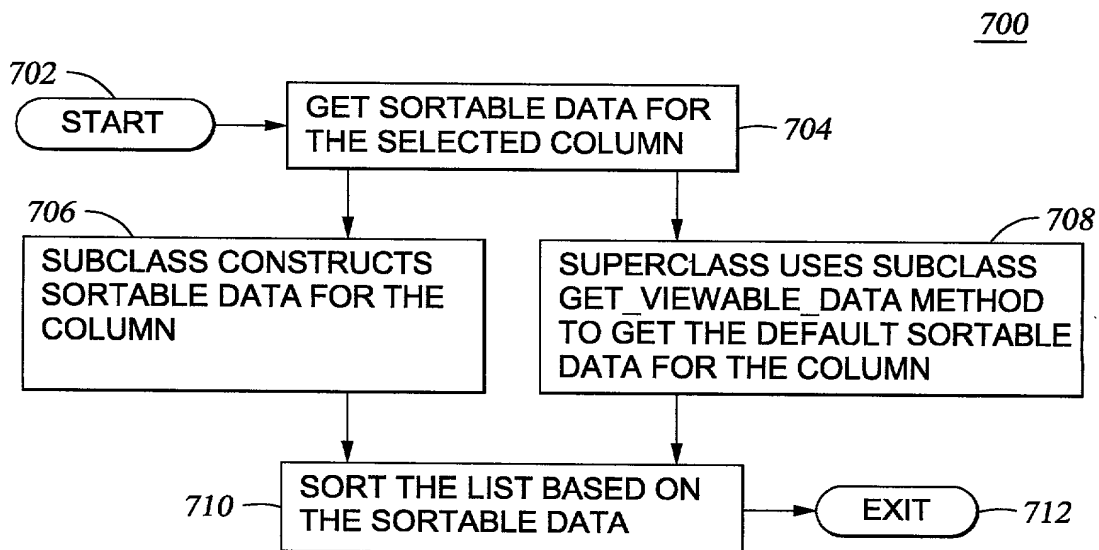 700
702
START
GET SORTABLE DATA FOR
THE SELECTED COLUMN
704
706
SUBCLASS CONSTRUCTS
SORTABLE DATA FOR THE
COLUMN
708
SUPERCLASS USES SUBCLASS
GET_VIEWABLE_DATA METHOD
TO GET THE DEFAULT SORTABLE
DATA FOR THE COLUMN
710
SORT THE LIST BASED ON
THE SORTABLE DATA
EXIT
712